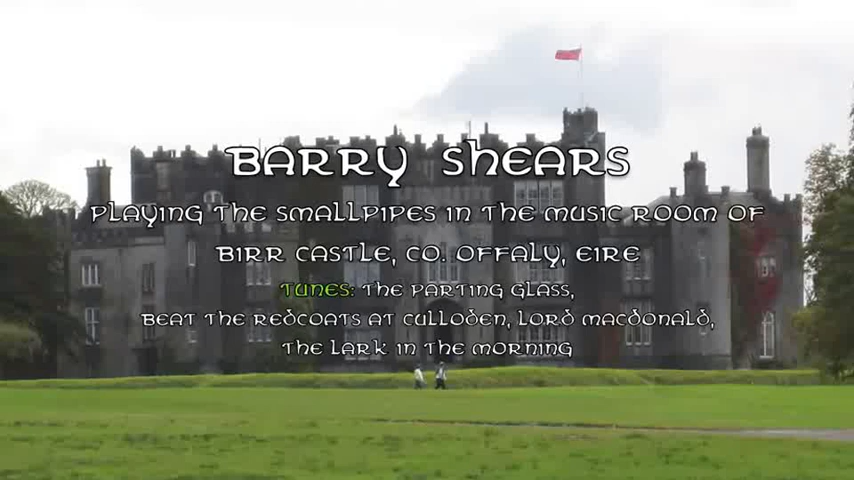 BARRY SHEARS
PLAYING THE SMALLPIPES IN THE MUSIC ROOM OF
BIRR CASTLE, CO. OFFALY, EIRE
TUNES: THE PARTING GLASS,
BEAT THE REDCOATS AT CULLODEN, LORD MACDONALD,
THE LARK IN THE MORNING